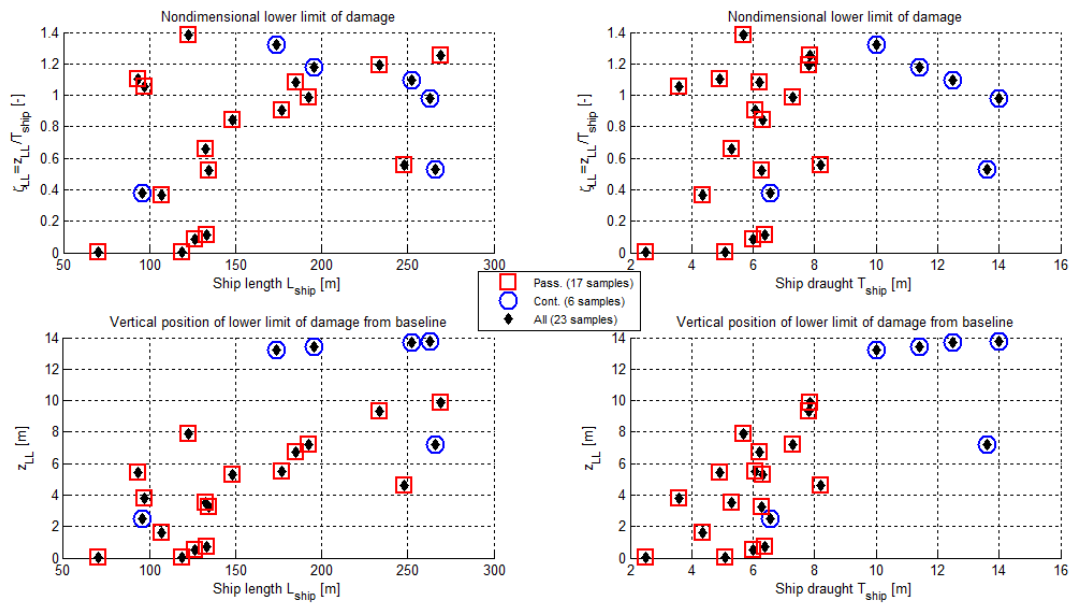 Nondimensional lower limit of damage
1.4
1.2
1
0.8
0.6
0.4
0.2
0
ζLL=zLL/Tship [-]
50 100 150 200 250 300
Ship length Lship [m]
Nondimensional lower limit of damage
1.4
1.2
1
0.8
0.6
0.4
0.2
0
ζLL=zLL/Tship [-]
2 4 6 8 10 12 14 16
Ship draught Tship [m]
Pass. (17 samples)
Cont. (6 samples)
All (23 samples)
Vertical position of lower limit of damage from baseline
14
12
10
8
6
4
2
0
zLL [m]
50 100 150 200 250 300
Ship length Lship [m]
Vertical position of lower limit of damage from baseline
14
12
10
8
6
4
2
0
zLL [m]
2 4 6 8 10 12 14 16
Ship draught Tship [m]